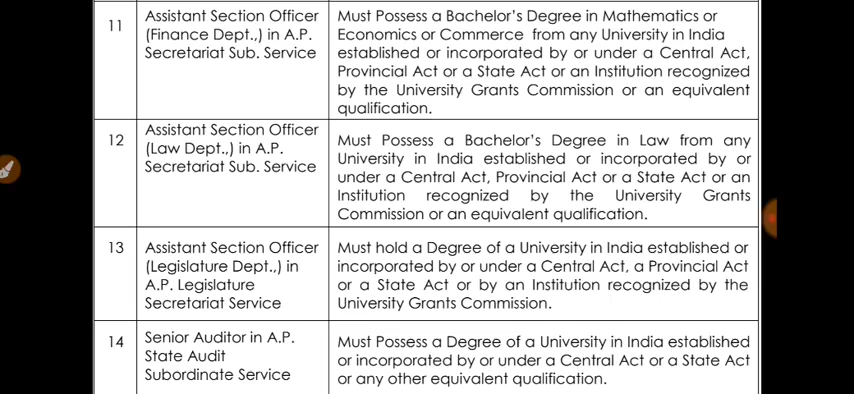 11
Assistant Section Officer
(Finance Dept.,) in A.P.
Secretariat Sub. Service
Must Possess a Bachelor's Degree in Mathematics or
Economics or Commerce from any University in India
established or incorporated by or under a Central Act,
Provincial Act or a State Act or an Institution recognized
by the University Grants Commission or an equivalent
qualification.
12
Assistant Section Officer
(Law Dept.,) in A.P.
Secretariat Sub. Service
Must Possess a Bachelor's Degree in Law from any
University in India established or incorporated by or
under a Central Act, Provincial Act or a State Act or an
Institution recognized by the University Grants
Commission or an equivalent qualification.
13
Assistant Section Officer
(Legislature Dept.,) in
A.P. Legislature
Secretariat Service
Must hold a Degree of a University in India established or
incorporated by or under a Central Act, a Provincial Act
or a State Act or by an Institution recognized by the
University Grants Commission.
14
Senior Auditor in A.P.
State Audit
Subordinate Service
Must Possess a Degree of a University in India established
or incorporated by or under a Central Act or a State Act
or any other equivalent qualification.